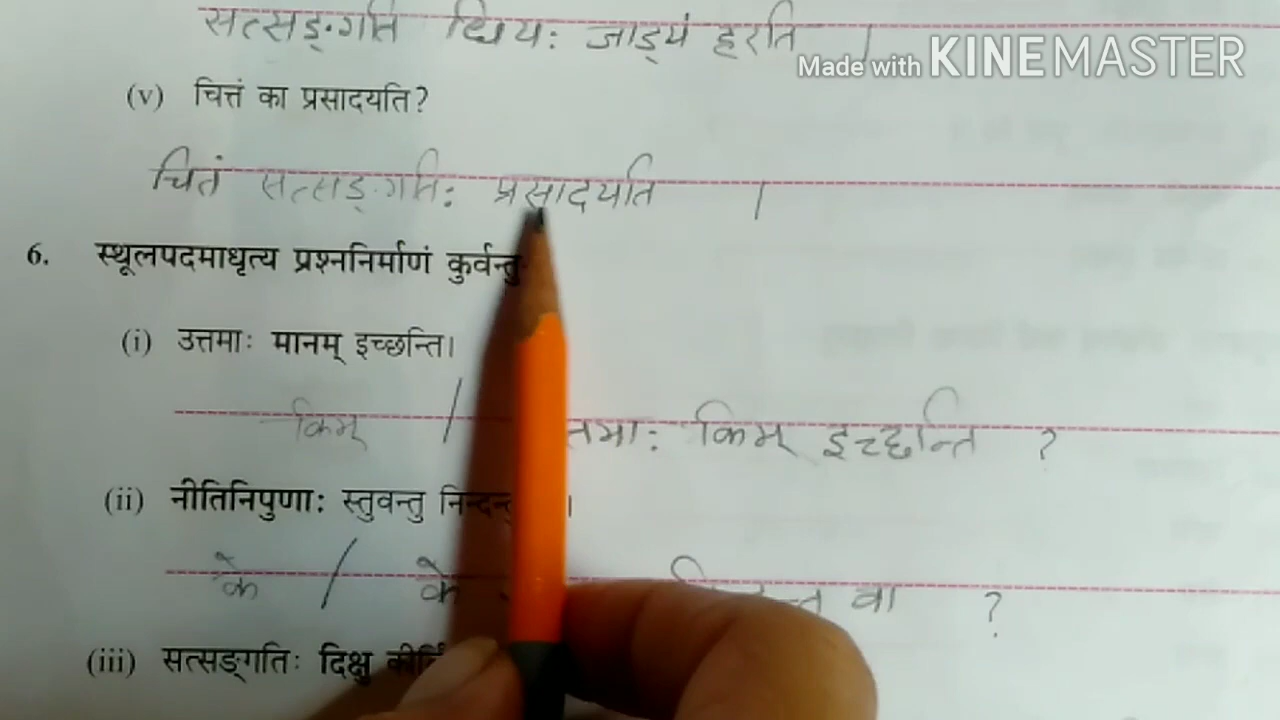 सत्सङ्गति धियः जाड्यं हरति ।
Made with KINEMASTER
(v) चित्तं का प्रसादयति?
चितं सत्सङ्गतिः प्रसादयति ।
6. स्थूलपदमाधृत्य प्रश्ननिर्माणं कुर्वन्तु
(i) उत्तमाः मानम् इच्छन्ति।
किम् / तमाः किम् इच्छन्ति ?
(ii) नीतिनिपुणाः स्तुवन्तु ।
के / के वा ?
(iii) सत्सङ्गतिः दिक्षु